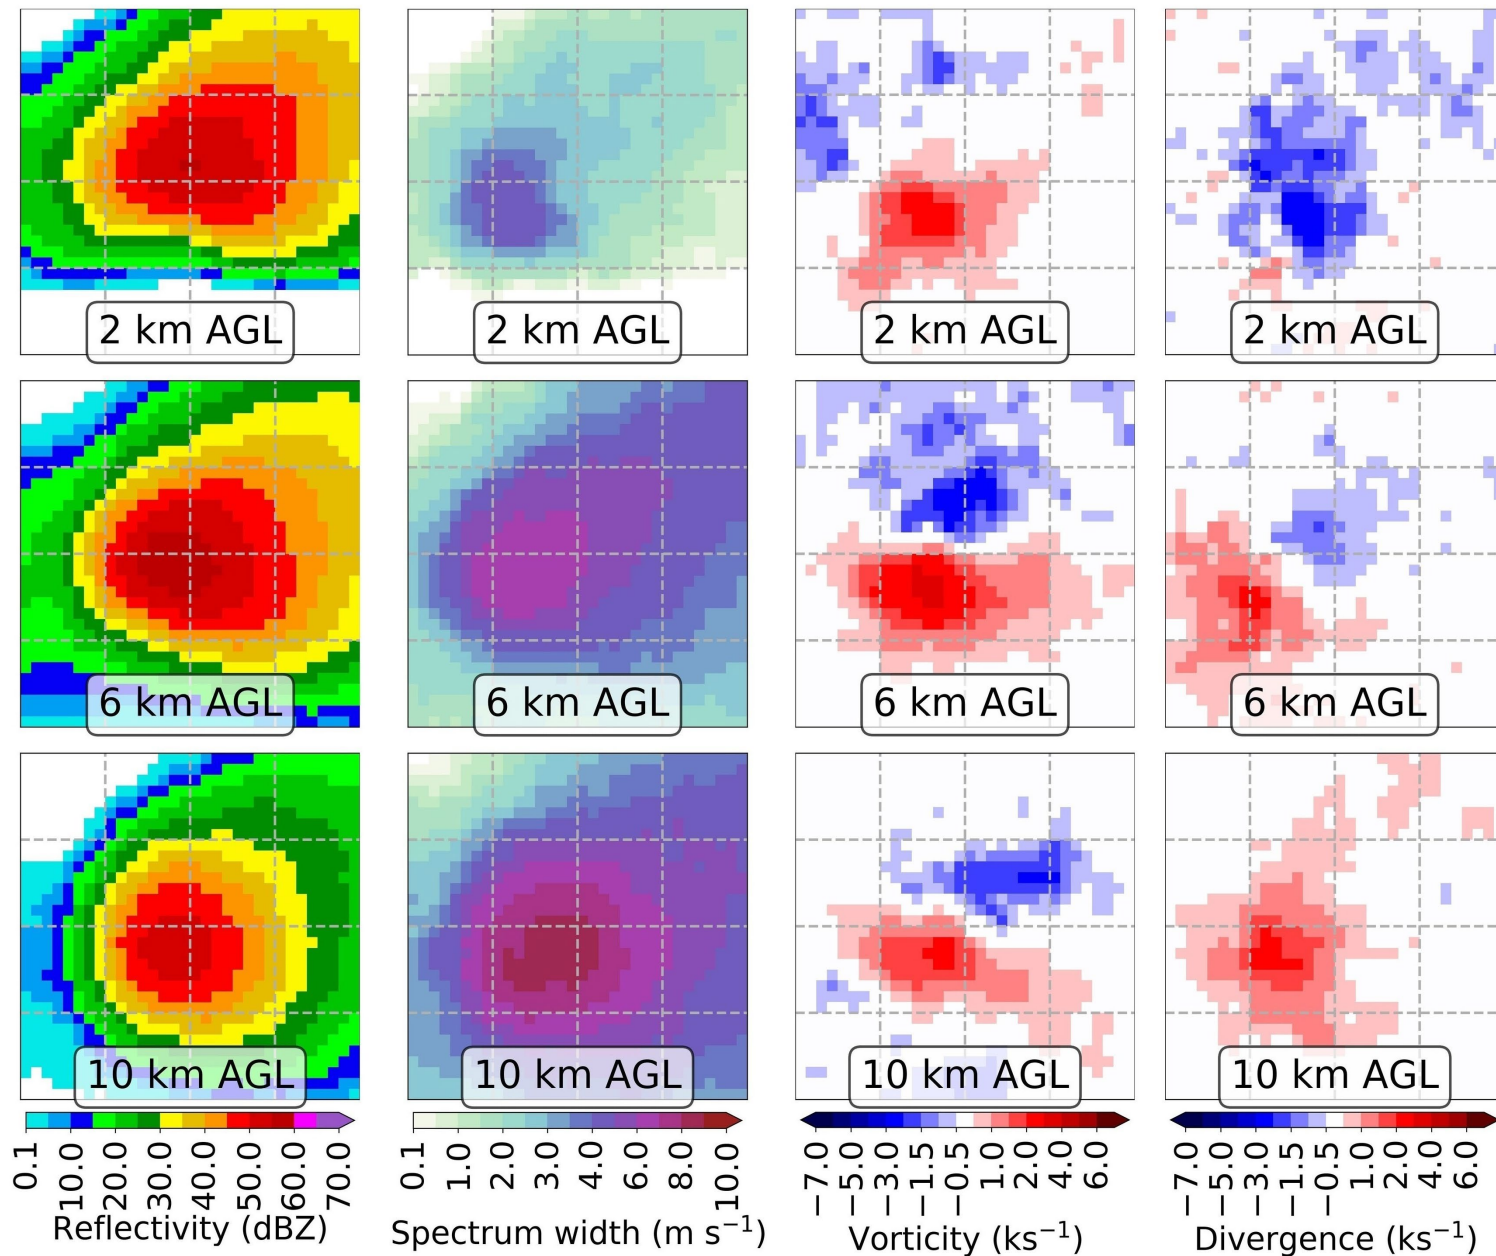 2 km AGL 2 km AGL 2 km AGL 2 km AGL
6 km AGL 6 km AGL 6 km AGL 6 km AGL
10 km AGL 10 km AGL 10 km AGL 10 km AGL
0.1 10.0 20.0 30.0 40.0 50.0 60.0 70.0
Reflectivity (dBZ)
0.1 1.0 2.0 3.0 4.0 6.0 8.0 10.0
Spectrum width (m s⁻¹)
−7.0 −5.0 −3.0 −1.5 −0.5 1.0 2.0 4.0 6.0
Vorticity (ks⁻¹)
−7.0 −5.0 −3.0 −1.5 −0.5 1.0 2.0 4.0 6.0
Divergence (ks⁻¹)